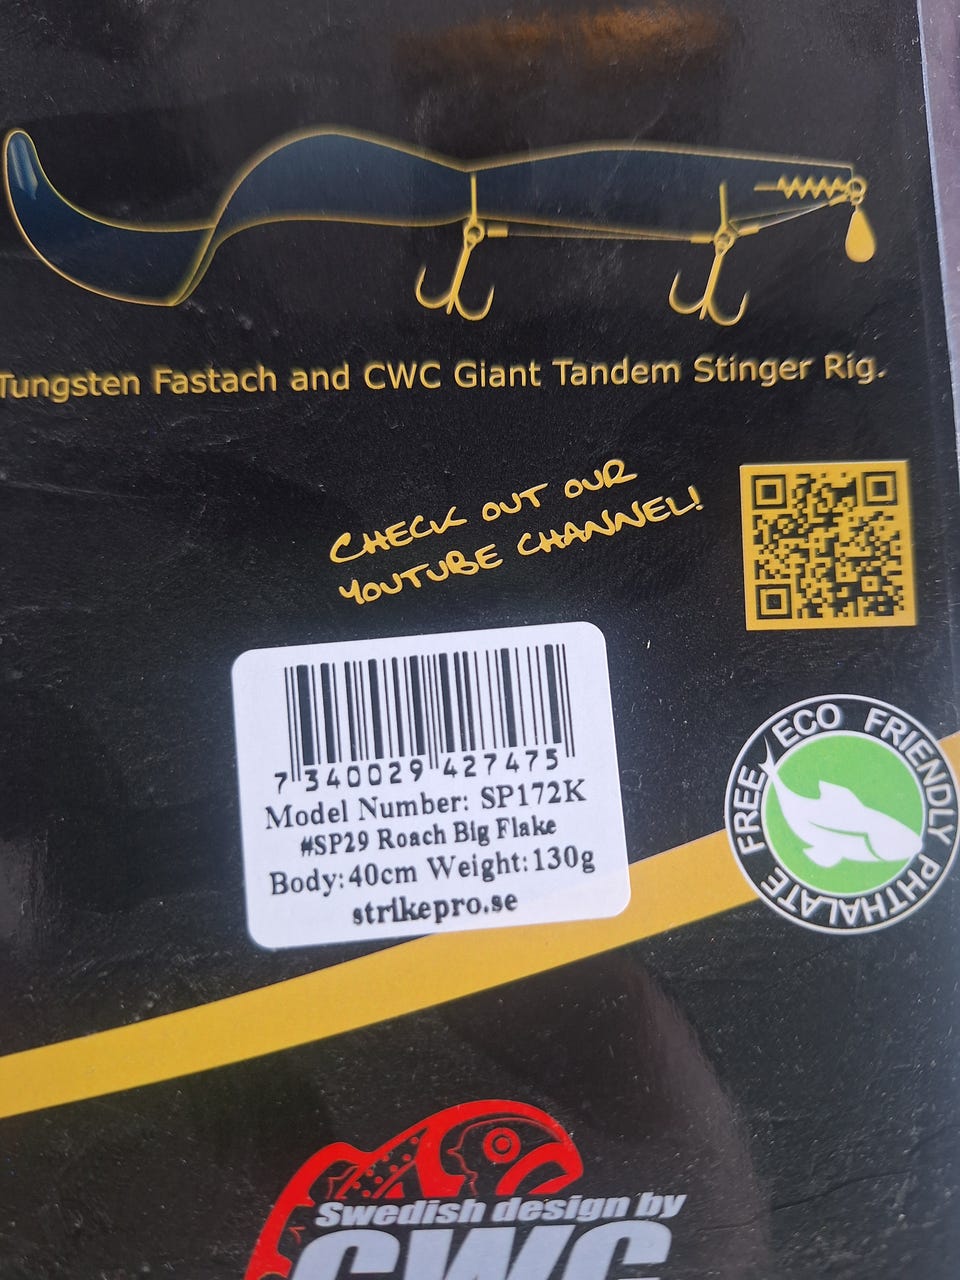 Tungsten Fastach and CWC Giant Tandem Stinger Rig.
CHECK OUT OUR
YOUTUBE CHANNEL!
7 340029 427475
Model Number: SP172K
#SP29 Roach Big Flake
Body:40cm Weight:130g
strikepro.se
ECO FRIENDLY PHTHALATE FREE
Swedish design by
CWC